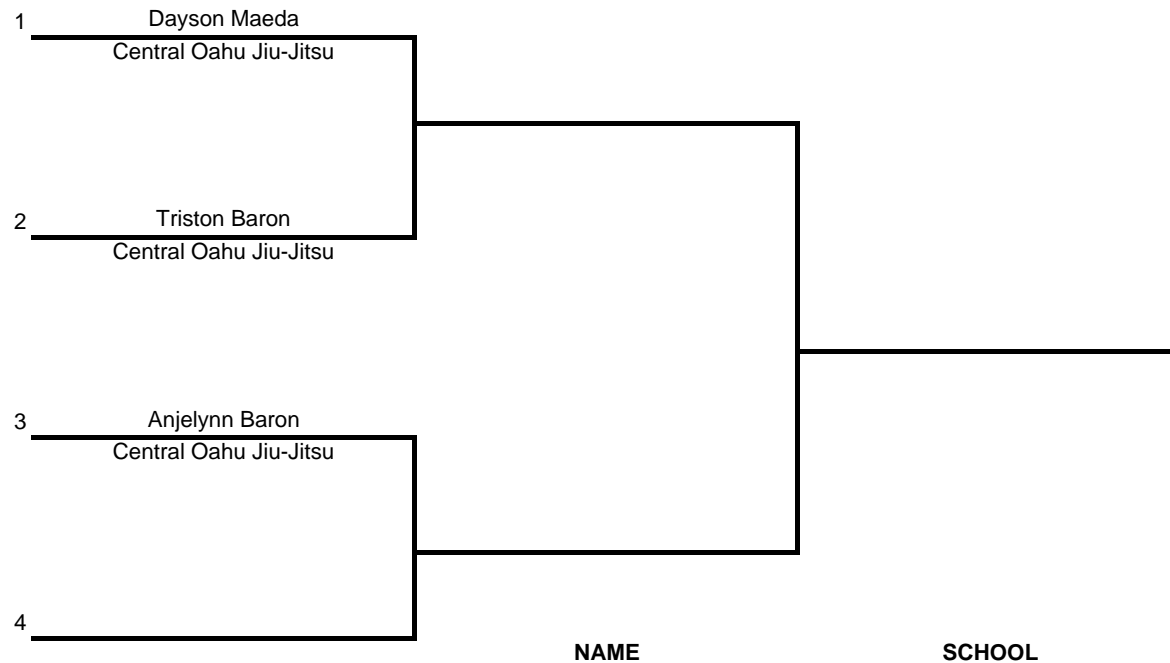 1
Dayson Maeda
Central Oahu Jiu-Jitsu
2
Triston Baron
Central Oahu Jiu-Jitsu
3
Anjelynn Baron
Central Oahu Jiu-Jitsu
4
NAME SCHOOL